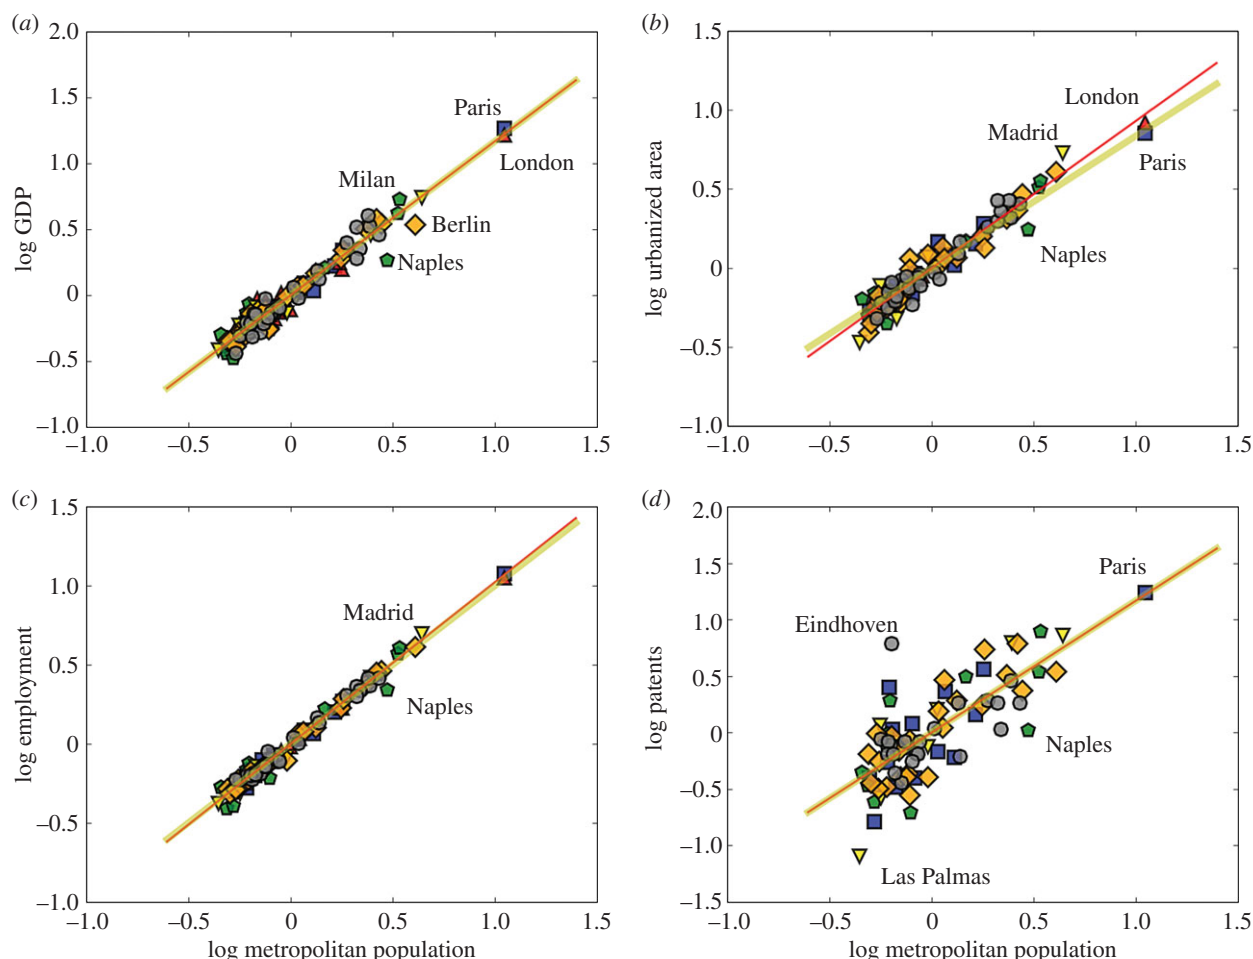 (a)
2.0
1.5
1.0
0.5
0
−0.5
−1.0
log GDP
Paris
London
Milan
Berlin
Naples
−1.0 −0.5 0 0.5 1.0 1.5
(b)
1.5
1.0
0.5
0
−0.5
−1.0
log urbanized area
London
Madrid
Paris
Naples
−1.0 −0.5 0 0.5 1.0 1.5
(c)
1.5
1.0
0.5
0
−0.5
−1.0
log employment
Madrid
Naples
−1.0 −0.5 0 0.5 1.0 1.5
log metropolitan population
(d)
2.0
1.5
1.0
0.5
0
−0.5
−1.0
−1.5
log patents
Paris
Eindhoven
Naples
Las Palmas
−1.0 −0.5 0 0.5 1.0 1.5
log metropolitan population